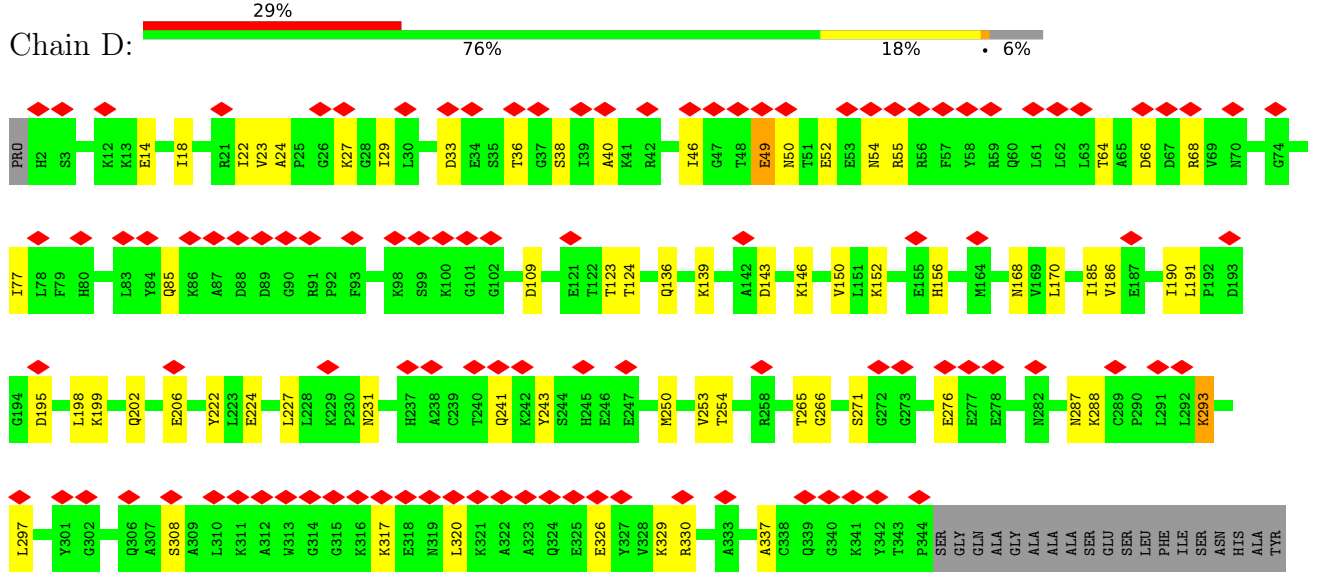 29%
Chain D:
76% 18% • 6%
PRO H2 S3 K12 K13 E14 I18 R21 I22 V23 A24 P25 G26 K27 G28 I29 L30 D33 E34 S35 T36 G37 S38 I39 A40 K41 R42 I46 G47 T48 E49 N50 T51 E52 E53 N54 R55 R56 F57 Y58 R59 Q60 L61 L62 L63 T64 A65 D66 D67 R68 V69 N70 G74
I77 L78 F79 H80 L83 Y84 Q85 K86 A87 D88 D89 G90 R91 P92 F93 K98 S99 K100 G101 G102 D109 E121 T122 T123 T124 Q136 K139 A142 D143 K146 V150 L151 K152 E155 H156 M164 N168 V169 L170 I185 V186 E187 I190 L191 P192 D193
G194 D195 L198 K199 Q202 E206 Y222 L223 E224 L227 L228 K229 P230 N231 H237 A238 C239 T240 Q241 K242 Y243 S244 H245 E246 E247 M250 V253 T254 R258 T265 G266 S271 G272 G273 E276 E277 E278 N282 N287 K288 C289 P290 L291 L292 K293
L297 Y301 G302 Q306 A307 S308 A309 L310 K311 A312 W313 G314 G315 K316 K317 E318 N319 L320 K321 A322 A323 Q324 E325 E326 Y327 V328 K329 R330 A333 A337 C338 Q339 G340 K341 Y342 T343 P344 SER GLY GLN ALA GLY ALA ALA ALA SER GLU SER LEU PHE ILE SER ASN HIS ALA TYR